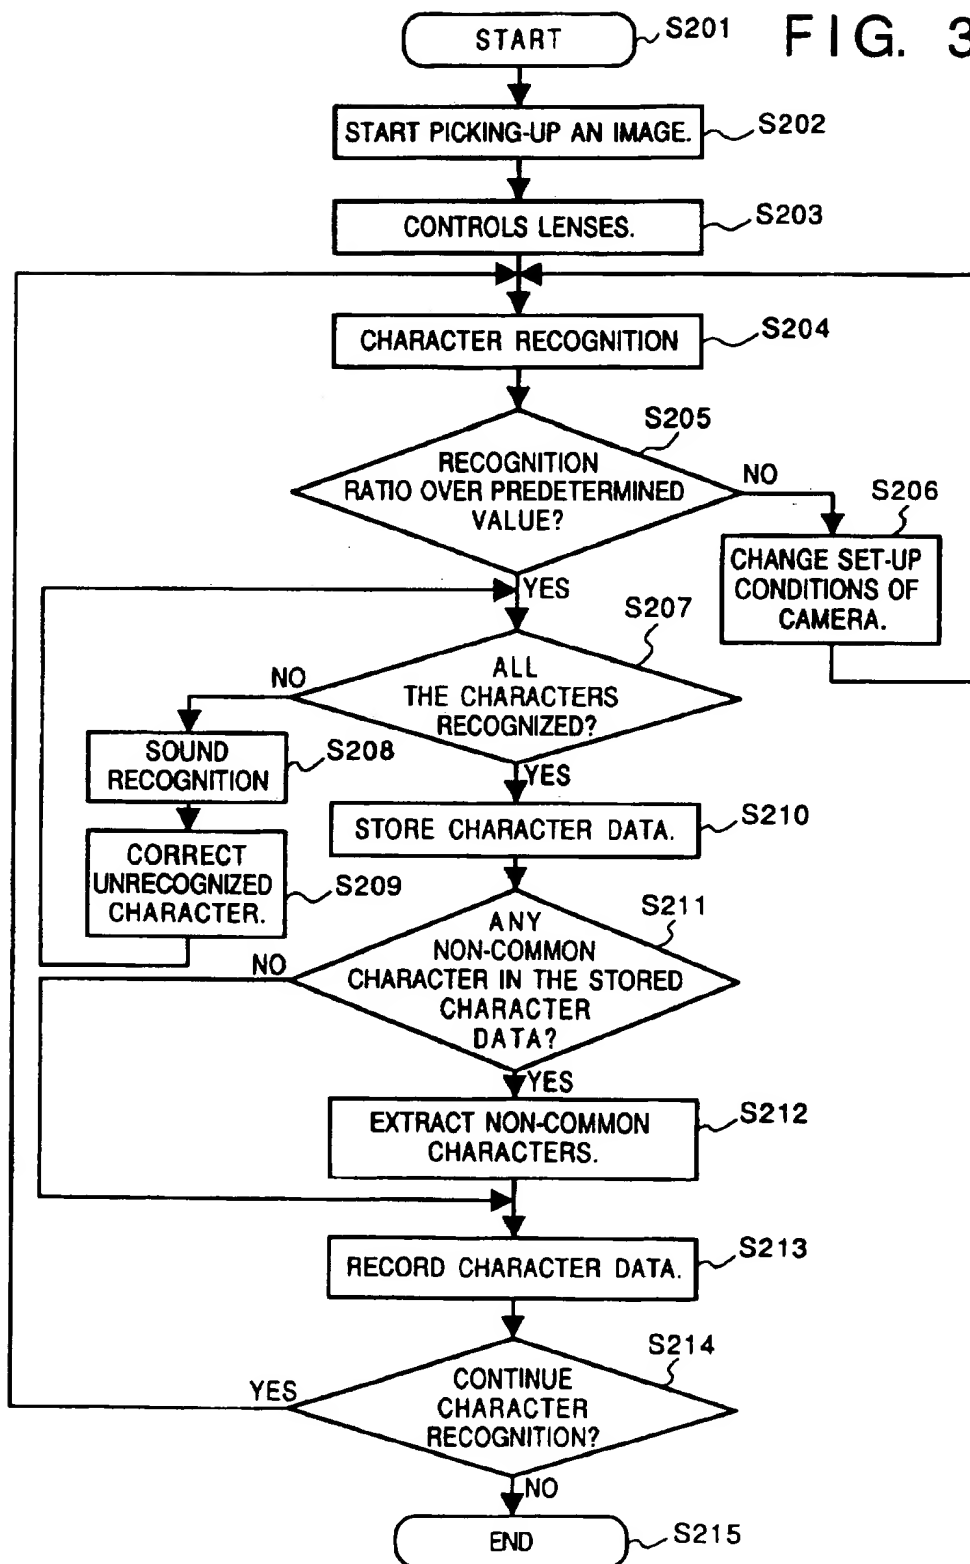 START
S201
FIG. 3
START PICKING-UP AN IMAGE.
S202
CONTROLS LENSES.
S203
CHARACTER RECOGNITION
S204
RECOGNITION
RATIO OVER PREDETERMINED
VALUE?
S205
NO
S206
CHANGE SET-UP
CONDITIONS OF
CAMERA.
YES
S207
ALL
THE CHARACTERS
RECOGNIZED?
NO
SOUND
RECOGNITION
S208
YES
STORE CHARACTER DATA.
S210
CORRECT
UNRECOGNIZED
CHARACTER.
S209
S211
ANY
NON-COMMON
CHARACTER IN THE STORED
CHARACTER
DATA?
NO
YES
EXTRACT NON-COMMON
CHARACTERS.
S212
RECORD CHARACTER DATA.
S213
S214
CONTINUE
CHARACTER
RECOGNITION?
YES
NO
END
S215